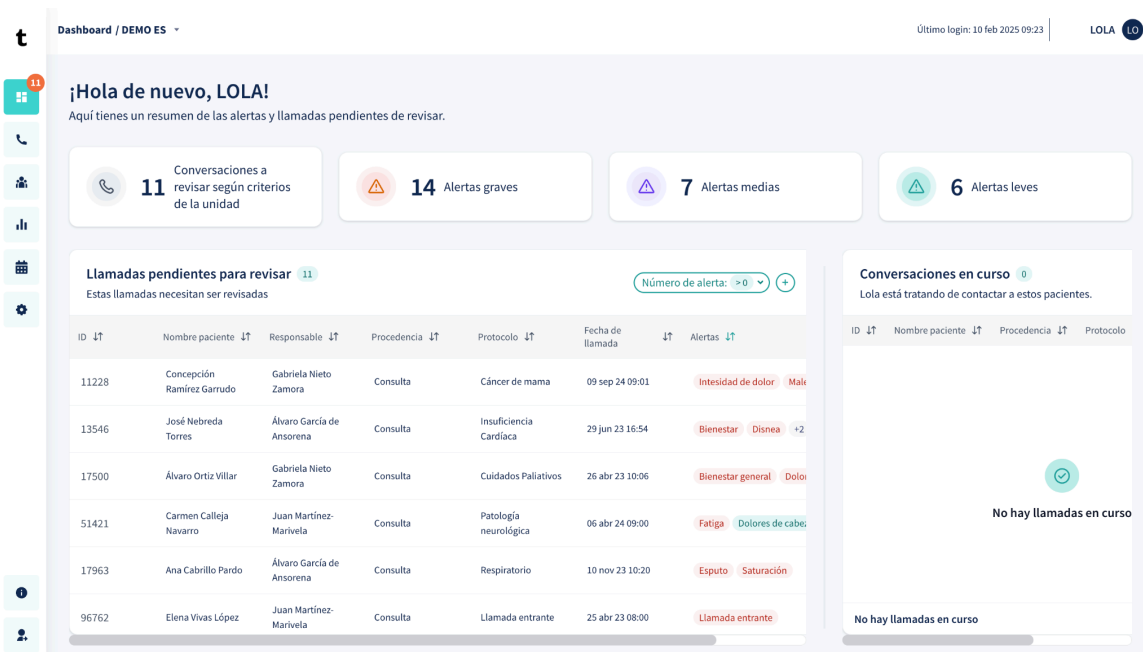 t
Dashboard / DEMO ES
Último login: 10 feb 2025 09:23
LOLA
LO
11
¡Hola de nuevo, LOLA!
Aquí tienes un resumen de las alertas y llamadas pendientes de revisar.
11
Conversaciones a
revisar según criterios
de la unidad
14 Alertas graves
7 Alertas medias
6 Alertas leves
Llamadas pendientes para revisar 11
Estas llamadas necesitan ser revisadas
Número de alerta: >0
+
ID
Nombre paciente
Responsable
Procedencia
Protocolo
Fecha de
llamada
Alertas
11228
Concepción
Ramírez Garrudo
Gabriela Nieto
Zamora
Consulta
Cáncer de mama
09 sep 24 09:01
Intesidad de dolor
Male
13546
José Nebreda
Torres
Álvaro García de
Ansorena
Consulta
Insuficiencia
Cardíaca
29 jun 23 16:54
Bienestar
Disnea
+2
17500
Álvaro Ortiz Villar
Gabriela Nieto
Zamora
Consulta
Cuidados Paliativos
26 abr 23 10:06
Bienestar general
Dolor
51421
Carmen Calleja
Navarro
Juan Martínez-
Marivela
Consulta
Patología
neurológica
06 abr 24 09:00
Fatiga
Dolores de cabez
17963
Ana Cabrillo Pardo
Álvaro García de
Ansorena
Consulta
Respiratorio
10 nov 23 10:20
Esputo
Saturación
96762
Elena Vivas López
Juan Martínez-
Marivela
Consulta
Llamada entrante
25 abr 23 08:00
Llamada entrante
Conversaciones en curso 0
Lola está tratando de contactar a estos pacientes.
ID
Nombre paciente
Procedencia
Protocolo
No hay llamadas en curso
No hay llamadas en curso